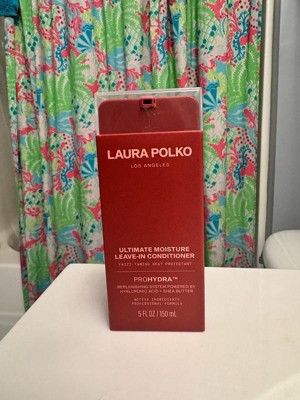 LAURA POLKO
LOS ANGELES
ULTIMATE MOISTURE
LEAVE-IN CONDITIONER
FRIZZ-TAMING HEAT PROTECTANT
PROHYDRA™
REPLENISHING SYSTEM POWERED BY
HYALURONIC ACID + SHEA BUTTER
ACTIVE INGREDIENTS
PROFESSIONAL FORMULA
5 FL OZ / 150 mL